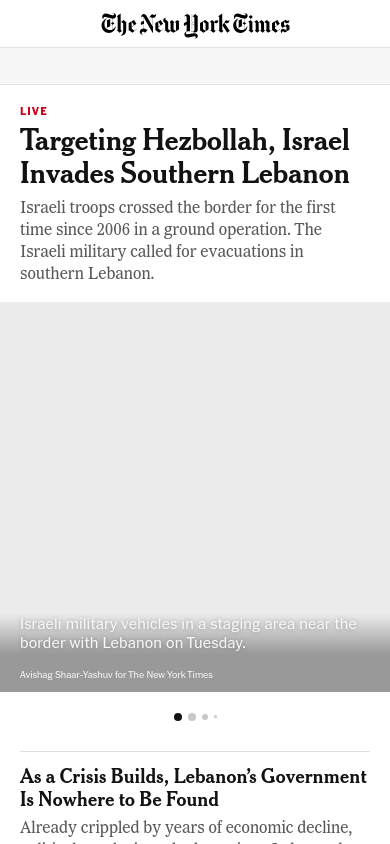 The New York Times
LIVE
Targeting Hezbollah, Israel
Invades Southern Lebanon
Israeli troops crossed the border for the first
time since 2006 in a ground operation. The
Israeli military called for evacuations in
southern Lebanon.
Israeli military vehicles in a staging area near the
border with Lebanon on Tuesday.
Avishag Shaar-Yashuv for The New York Times
As a Crisis Builds, Lebanon’s Government
Is Nowhere to Be Found
Already crippled by years of economic decline,